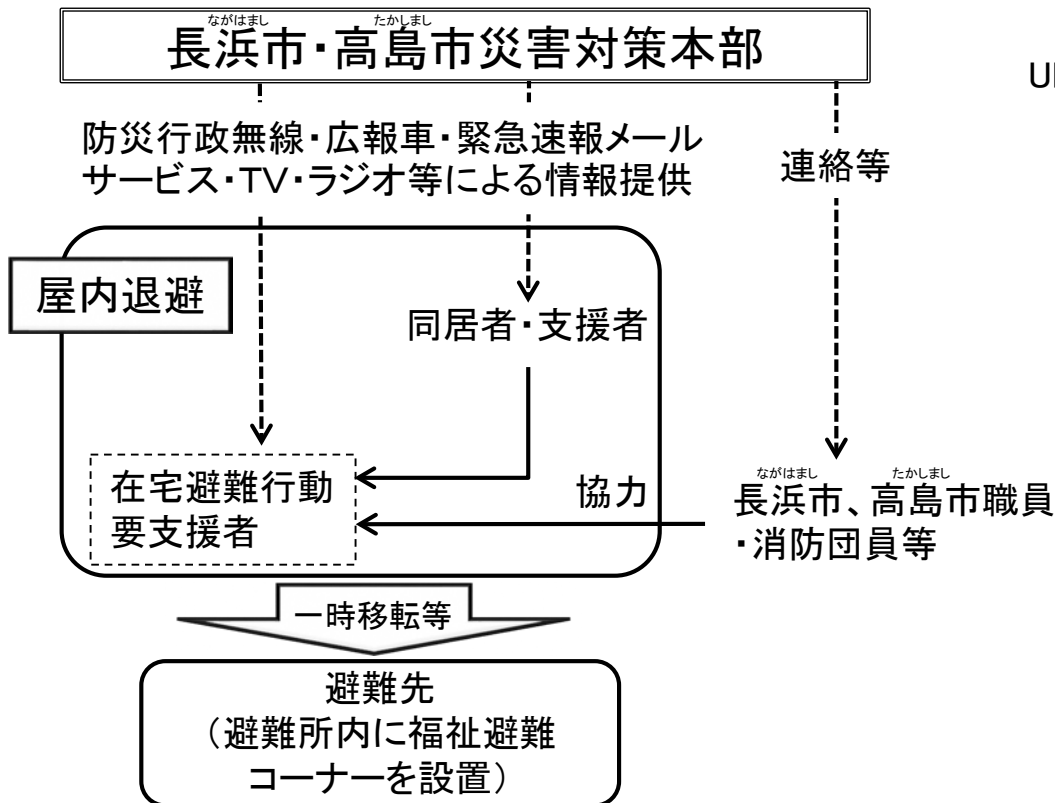 ながはまし たかしまし
長浜市・高島市災害対策本部
防災行政無線・広報車・緊急速報メール
サービス・TV・ラジオ等による情報提供
連絡等
屋内退避
同居者・支援者
在宅避難行動
要支援者
協力
ながはまし たかしまし
長浜市、高島市職員
・消防団員等
一時移転等
避難先
（避難所内に福祉避難
コーナーを設置）